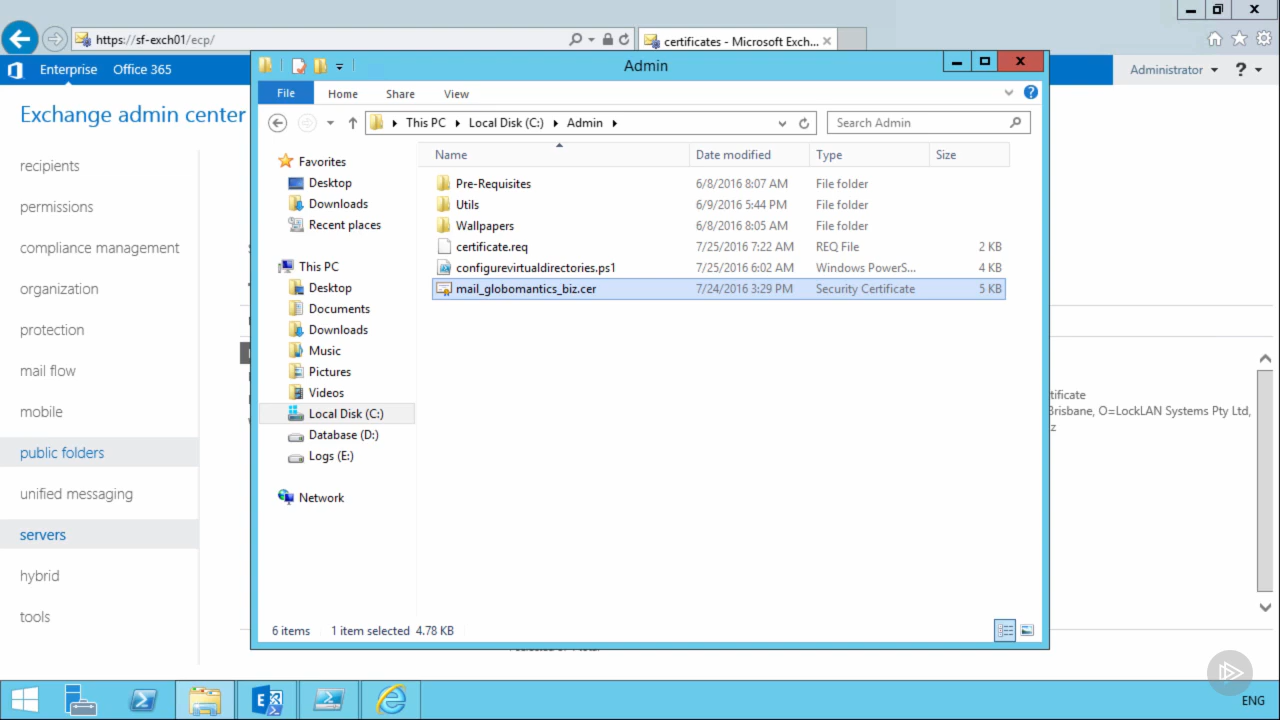 https://sf-exch01/ecp/
certificates - Microsoft Exch...
Enterprise Office 365
Administrator ?
Admin
File Home Share View
This PC Local Disk (C:) Admin
Search Admin
Exchange admin center
recipients
permissions
compliance management
organization
protection
mail flow
mobile
public folders
unified messaging
servers
hybrid
tools
Favorites
Desktop
Downloads
Recent places
This PC
Desktop
Documents
Downloads
Music
Pictures
Videos
Local Disk (C:)
Database (D:)
Logs (E:)
Network
Name Date modified Type Size
Pre-Requisites 6/8/2016 8:07 AM File folder
Utils 6/9/2016 5:44 PM File folder
Wallpapers 6/8/2016 8:05 AM File folder
certificate.req 7/25/2016 7:22 AM REQ File 2 KB
configurevirtualdirectories.ps1 7/25/2016 6:02 AM Windows PowerS... 4 KB
mail_globomantics_biz.cer 7/24/2016 3:29 PM Security Certificate 5 KB
tificate
Brisbane, O=LockLAN Systems Pty Ltd,
z
6 items 1 item selected 4.78 KB
ENG